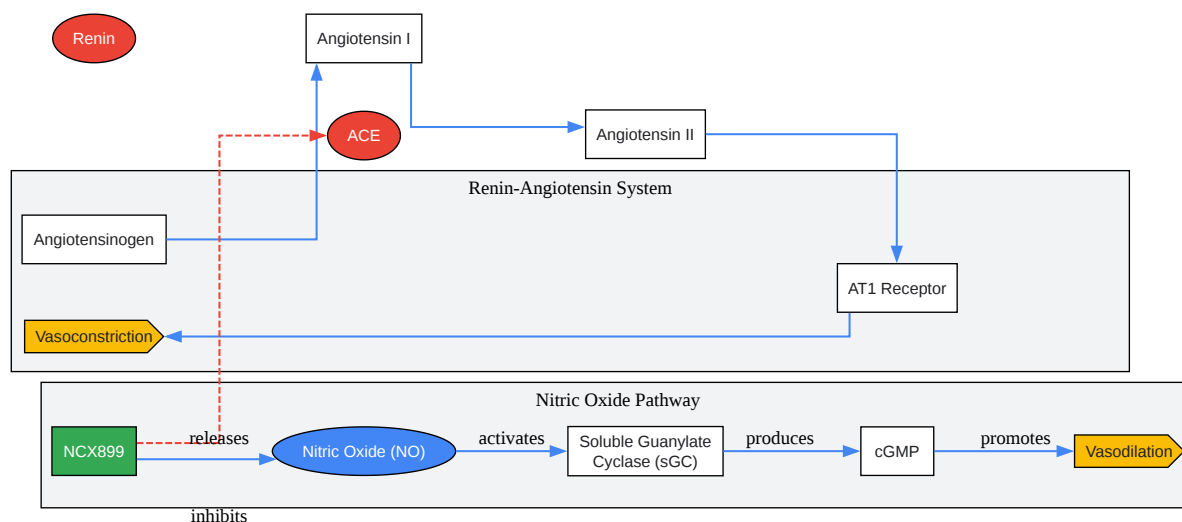 Renin
Angiotensin I
ACE
Angiotensin II
Renin-Angiotensin System
Angiotensinogen
AT1 Receptor
Vasoconstriction
Nitric Oxide Pathway
NCX899
releases
Nitric Oxide (NO)
activates
Soluble Guanylate
Cyclase (sGC)
produces
cGMP
promotes
Vasodilation
inhibits